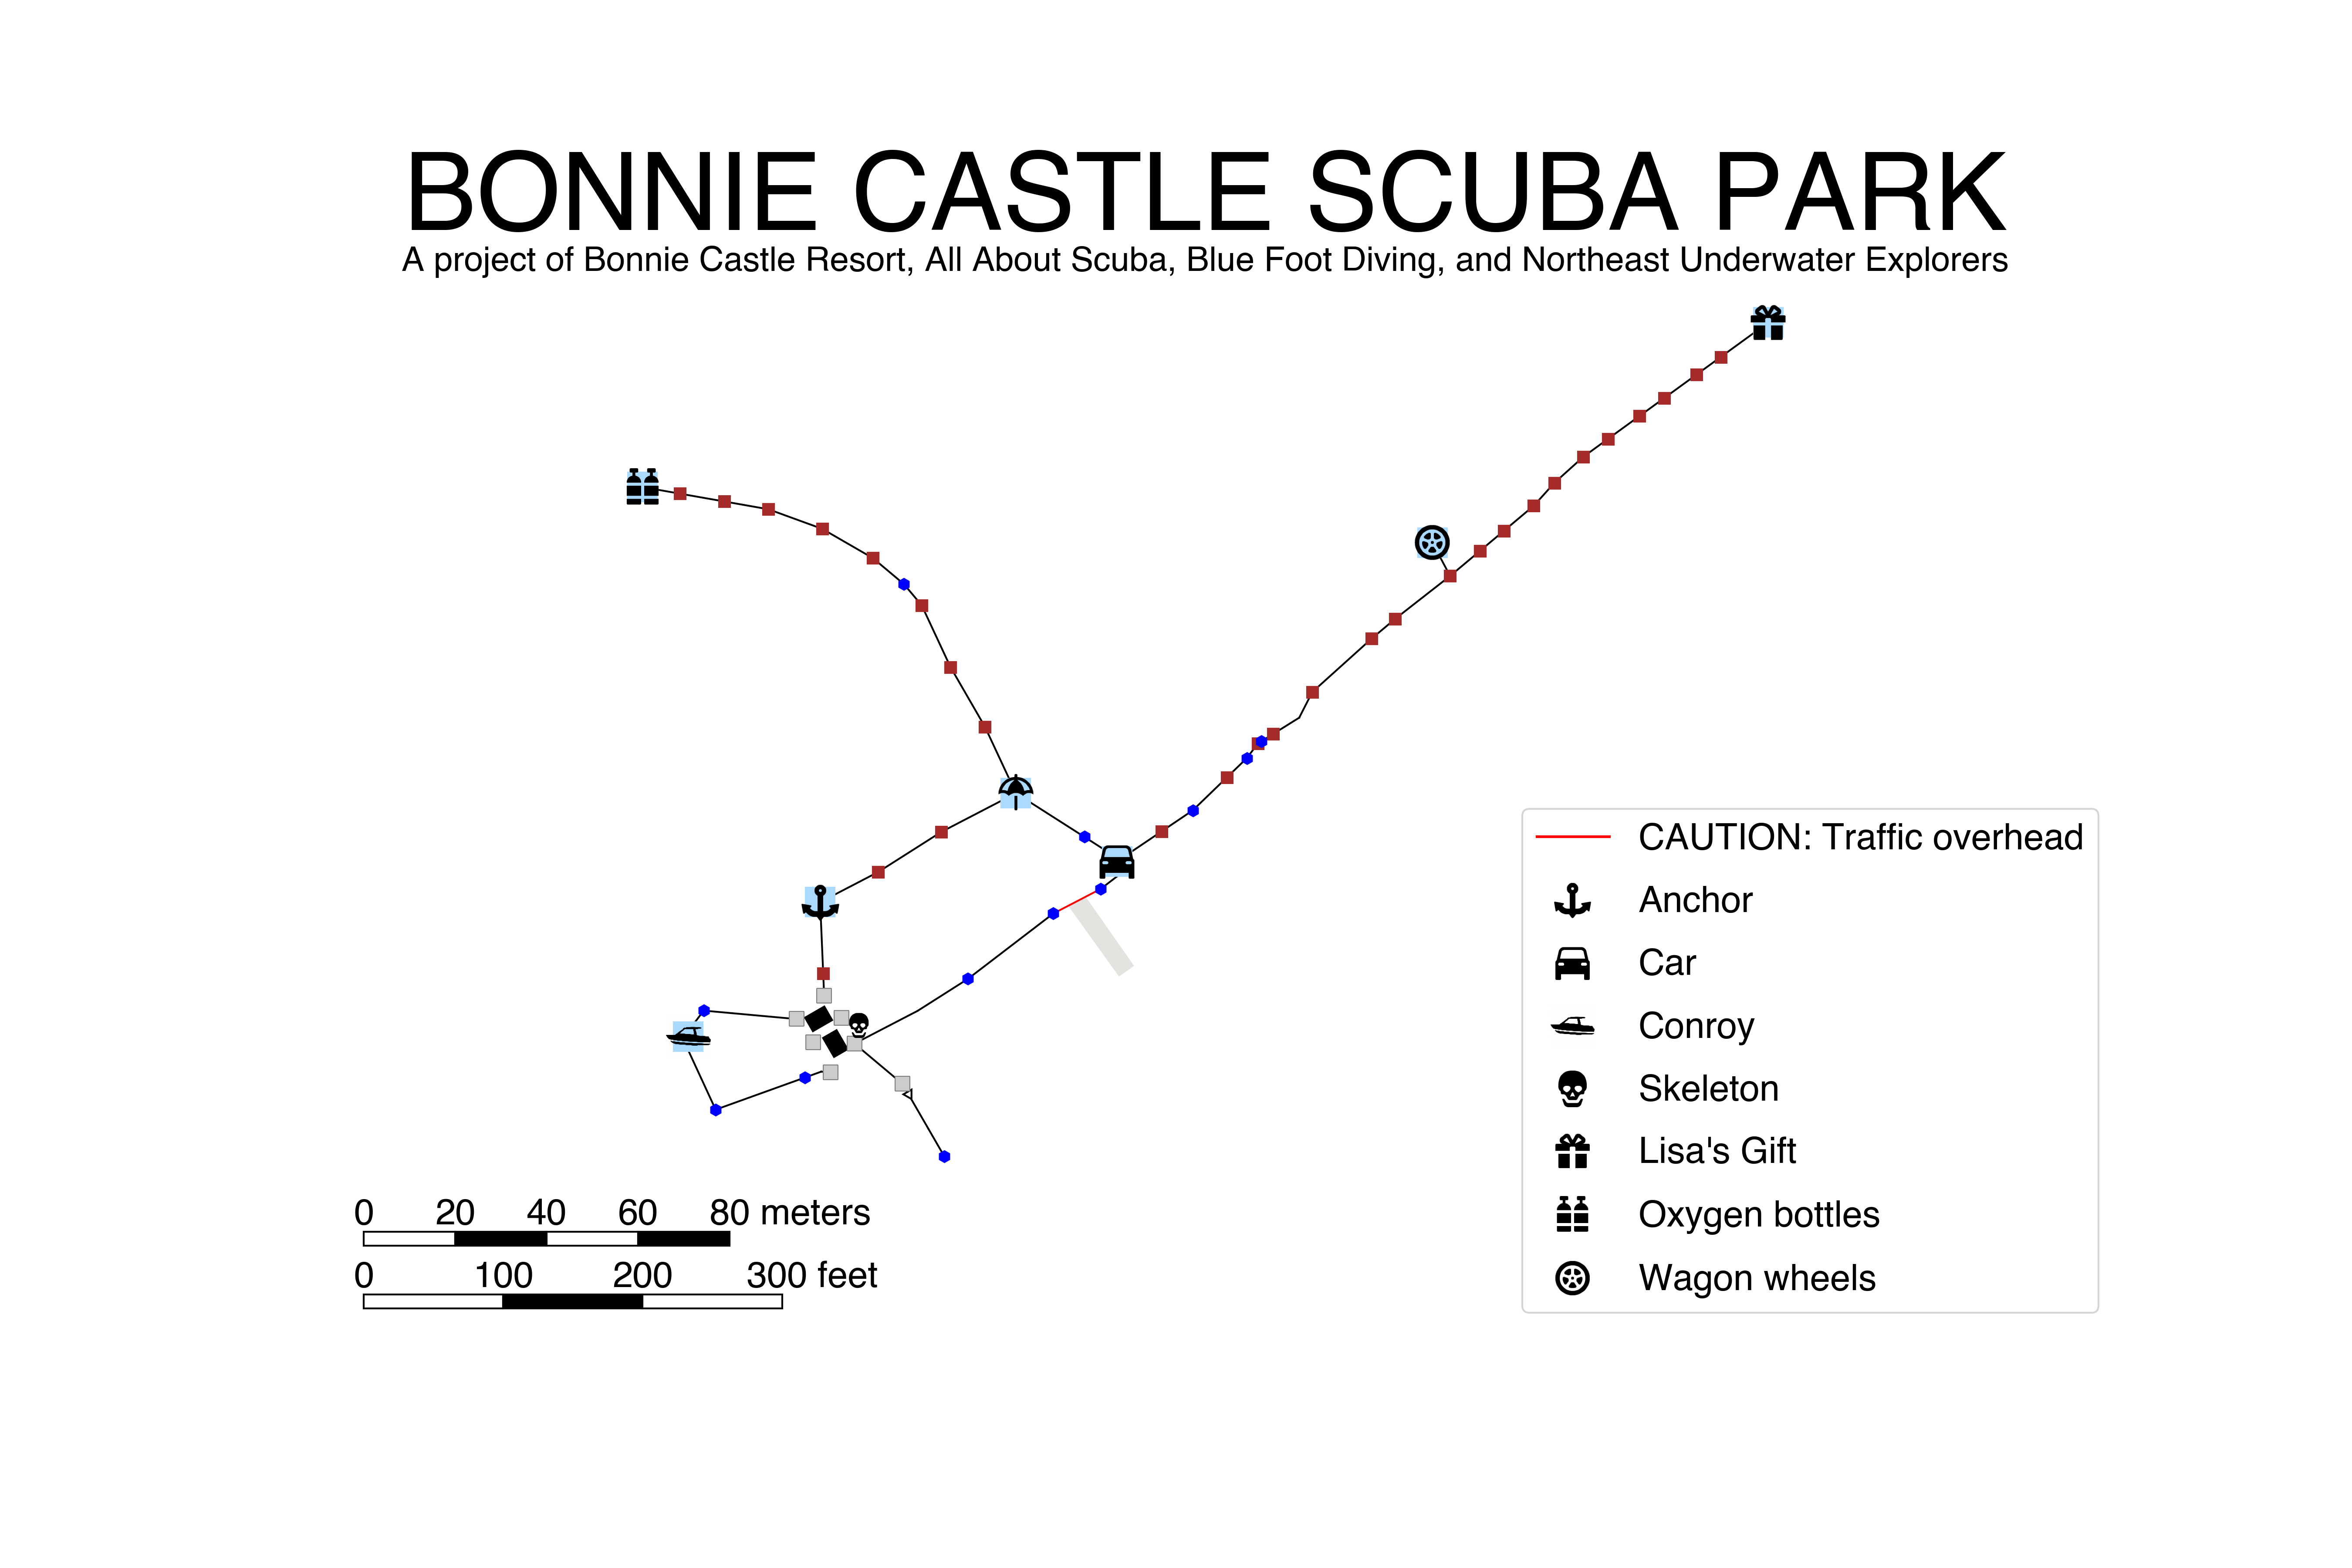 BONNIE CASTLE SCUBA PARK
A project of Bonnie Castle Resort, All About Scuba, Blue Foot Diving, and Northeast Underwater Explorers
CAUTION: Traffic overhead
Anchor
Car
Conroy
Skeleton
Lisa's Gift
Oxygen bottles
Wagon wheels
0 20 40 60 80 meters
0 100 200 300 feet